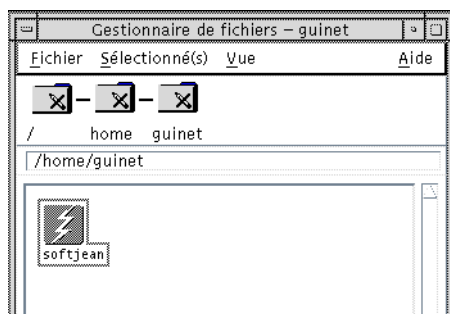 Gestionnaire de fichiers – guinet
Fichier Sélectionné(s) Vue Aide
/ home guinet
/home/guinet
softjean